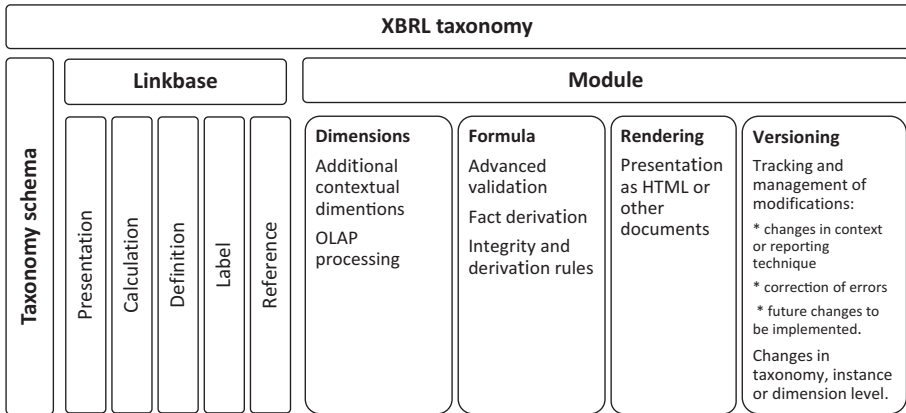 XBRL taxonomy
Taxonomy schema
Linkbase
Presentation
Calculation
Definition
Label
Reference
Module
Dimensions
Additional
contextual
dimentions
OLAP
processing
Formula
Advanced
validation
Fact derivation
Integrity and
derivation rules
Rendering
Presentation
as HTML or
other
documents
Versioning
Tracking and
management of
modifications:
* changes in context
or reporting
technique
* correction of errors
* future changes to
be implemented.
Changes in
taxonomy, instance
or dimension level.